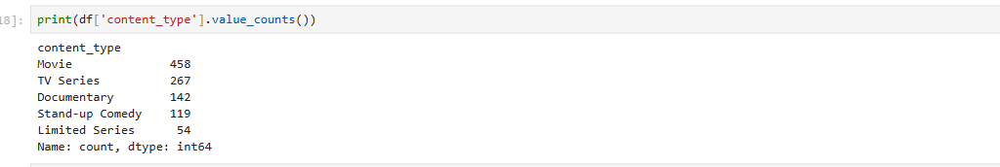 18]: print(df['content_type'].value_counts())
content_type
Movie              458
TV Series          267
Documentary        142
Stand-up Comedy    119
Limited Series      54
Name: count, dtype: int64